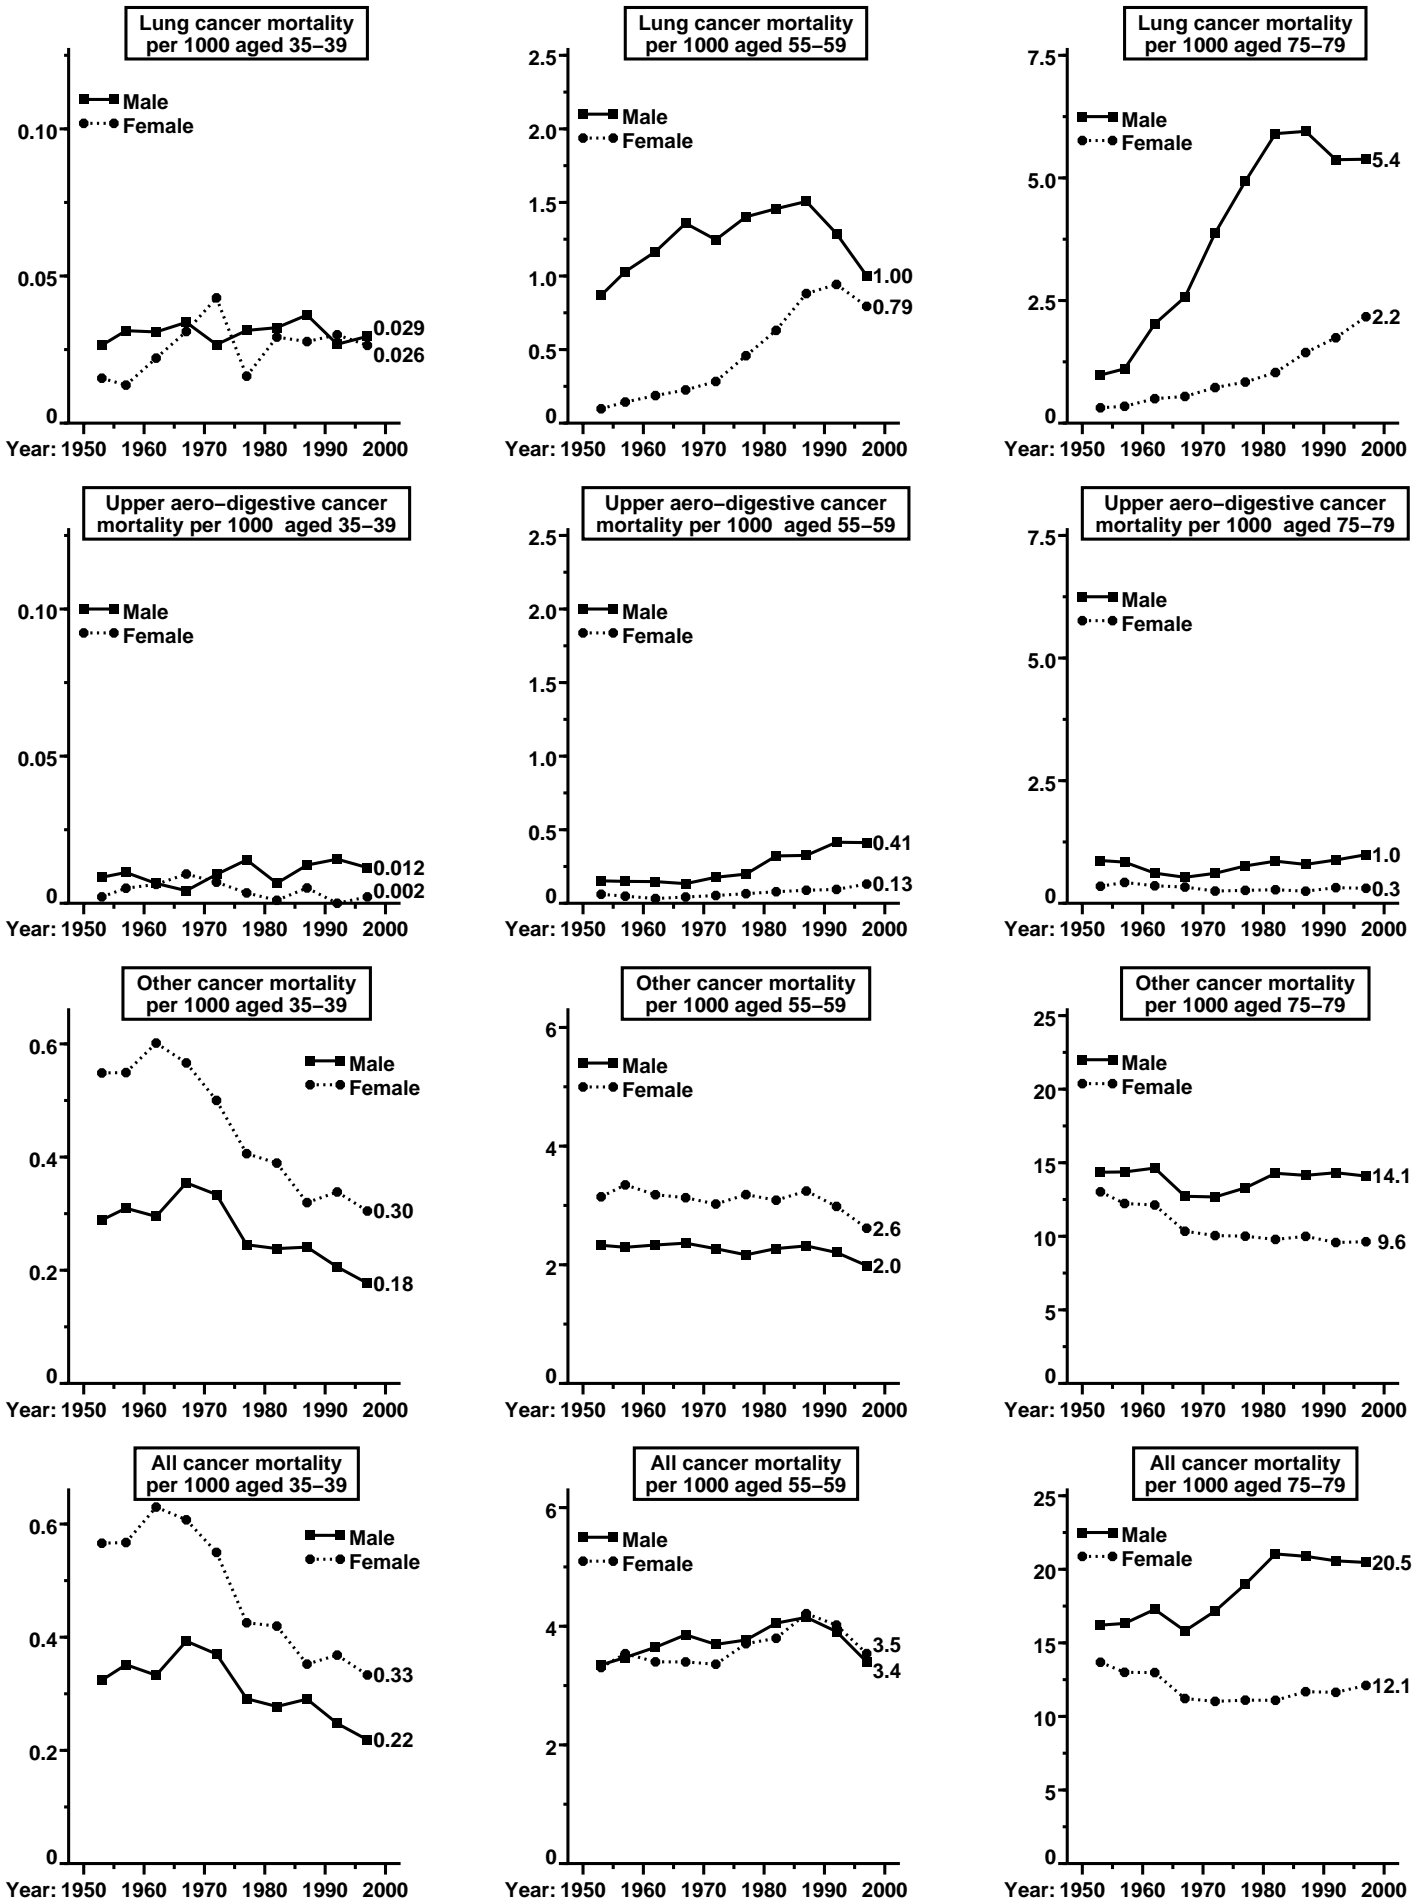 Lung cancer mortality
per 1000 aged 35–39
Male
Female
0.10
0.05
0
0.029
0.026
Year: 1950 1960 1970 1980 1990 2000
Lung cancer mortality
per 1000 aged 55–59
2.5
Male
Female
2.0
1.5
1.0
0.5
0
1.00
0.79
Year: 1950 1960 1970 1980 1990 2000
Lung cancer mortality
per 1000 aged 75–79
7.5
Male
Female
5.0
2.5
0
5.4
2.2
Year: 1950 1960 1970 1980 1990 2000
Upper aero–digestive cancer
mortality per 1000 aged 35–39
0.10
Male
Female
0.05
0
0.012
0.002
Year: 1950 1960 1970 1980 1990 2000
Upper aero–digestive cancer
mortality per 1000 aged 55–59
2.5
2.0
Male
Female
1.5
1.0
0.5
0
0.41
0.13
Year: 1950 1960 1970 1980 1990 2000
Upper aero–digestive cancer
mortality per 1000 aged 75–79
7.5
Male
Female
5.0
2.5
0
1.0
0.3
Year: 1950 1960 1970 1980 1990 2000
Other cancer mortality
per 1000 aged 35–39
0.6
Male
Female
0.4
0.2
0
0.30
0.18
Year: 1950 1960 1970 1980 1990 2000
Other cancer mortality
per 1000 aged 55–59
6
Male
Female
4
2
0
2.6
2.0
Year: 1950 1960 1970 1980 1990 2000
Other cancer mortality
per 1000 aged 75–79
25
Male
Female
20
15
10
5
0
14.1
9.6
Year: 1950 1960 1970 1980 1990 2000
All cancer mortality
per 1000 aged 35–39
0.6
Male
Female
0.4
0.2
0
0.33
0.22
Year: 1950 1960 1970 1980 1990 2000
All cancer mortality
per 1000 aged 55–59
6
Male
Female
4
2
0
3.5
3.4
Year: 1950 1960 1970 1980 1990 2000
All cancer mortality
per 1000 aged 75–79
25
Male
Female
20
15
10
5
0
20.5
12.1
Year: 1950 1960 1970 1980 1990 2000